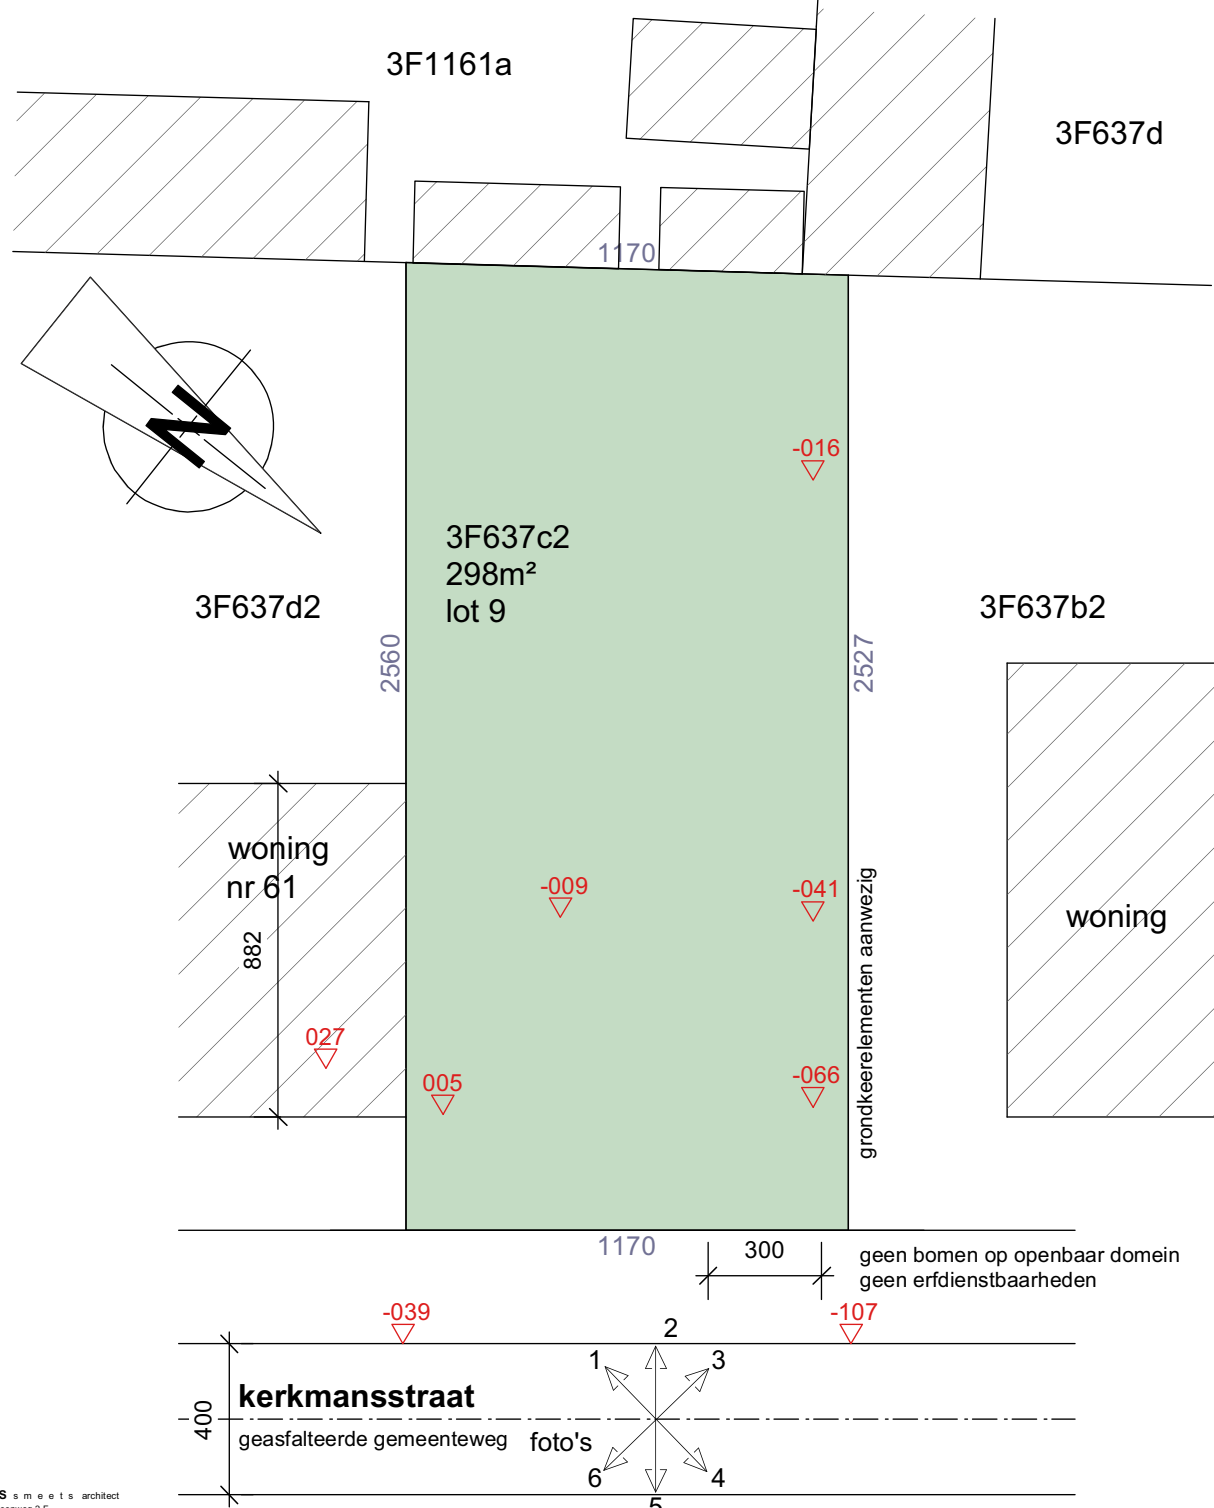 3F1161a
3F637d
1170
N
-016
3F637c2
298m²
lot 9
3F637d2
3F637b2
2560
2527
woning
nr 61
882
027
005
-009
-041
-066
grondkeerelementen aanwezig
woning
1170
300
geen bomen op openbaar domein
geen erfdienstbaarheden
-039
-107
2
1
3
kerkmansstraat
400
geasfalteerde gemeenteweg
foto's
6
4
5
s smeets architect